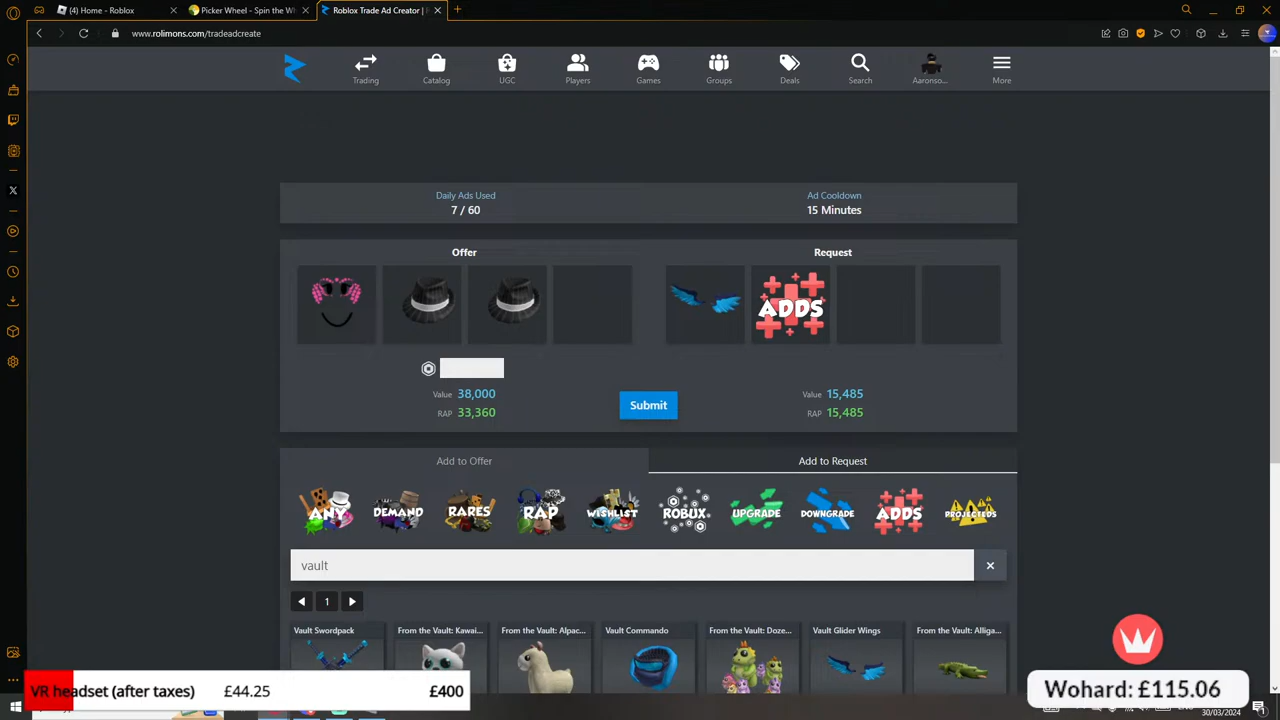 (4) Home - Roblox
Picker Wheel - Spin the Wh
Roblox Trade Ad Creator |
www.rolimons.com/tradeadcreate
Trading
Catalog
UGC
Players
Games
Groups
Deals
Search
Aaronso...
More
Daily Ads Used
7 / 60
Ad Cooldown
15 Minutes
Offer
Request
ADDS
Value 38,000
RAP 33,360
Submit
Value 15,485
RAP 15,485
Add to Offer
Add to Request
ANY
DEMAND
RARES
RAP
WISHLIST
ROBUX
UPGRADE
DOWNGRADE
ADDS
PROJECTEDS
vault
1
Vault Swordpack
From the Vault: Kawai...
From the Vault: Alpac...
Vault Commando
From the Vault: Doze...
Vault Glider Wings
From the Vault: Alliga...
VR headset (after taxes) £44.25 £400
Wohard: £115.06
30/03/2024